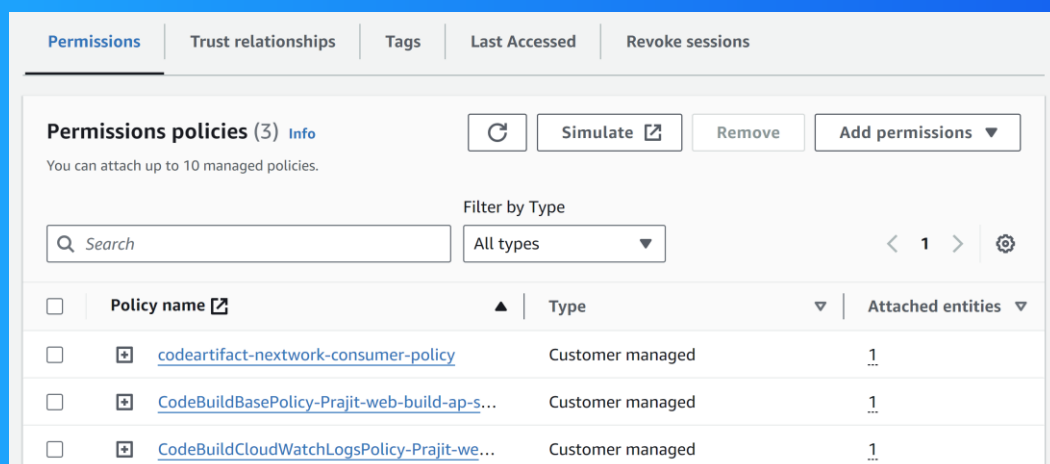 Permissions Trust relationships Tags Last Accessed Revoke sessions
Permissions policies (3) Info
Simulate Remove Add permissions
You can attach up to 10 managed policies.
Filter by Type
Search All types 1
Policy name Type Attached entities
codeartifact-nextwork-consumer-policy Customer managed 1
CodeBuildBasePolicy-Prajit-web-build-ap-s... Customer managed 1
CodeBuildCloudWatchLogsPolicy-Prajit-we... Customer managed 1